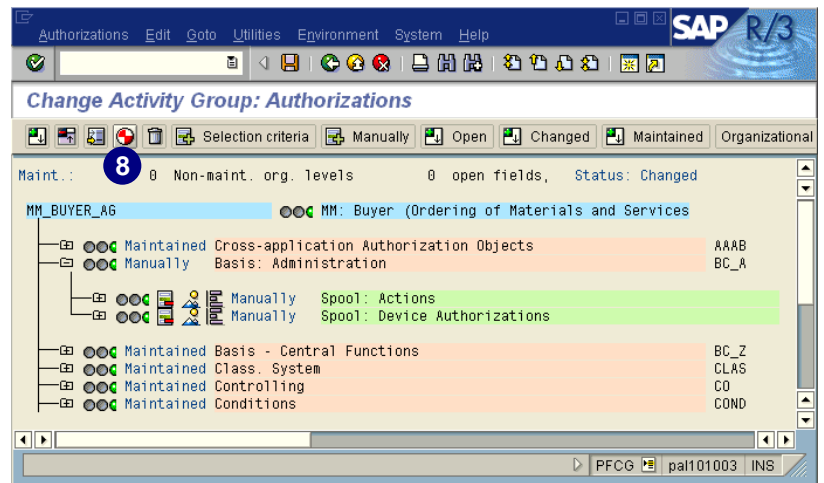 Authorizations Edit Goto Utilities Environment System Help
SAP R/3
Change Activity Group: Authorizations
Selection criteria Manually Open Changed Maintained Organizational
8
Maint.: 0 Non-maint. org. levels 0 open fields, Status: Changed
MM_BUYER_AG MM: Buyer (Ordering of Materials and Services
Maintained Cross-application Authorization Objects AAAB
Manually Basis: Administration BC_A
Manually Spool: Actions
Manually Spool: Device Authorizations
Maintained Basis - Central Functions BC_Z
Maintained Class. System CLAS
Maintained Controlling CO
Maintained Conditions COND
PFCG pal101003 INS